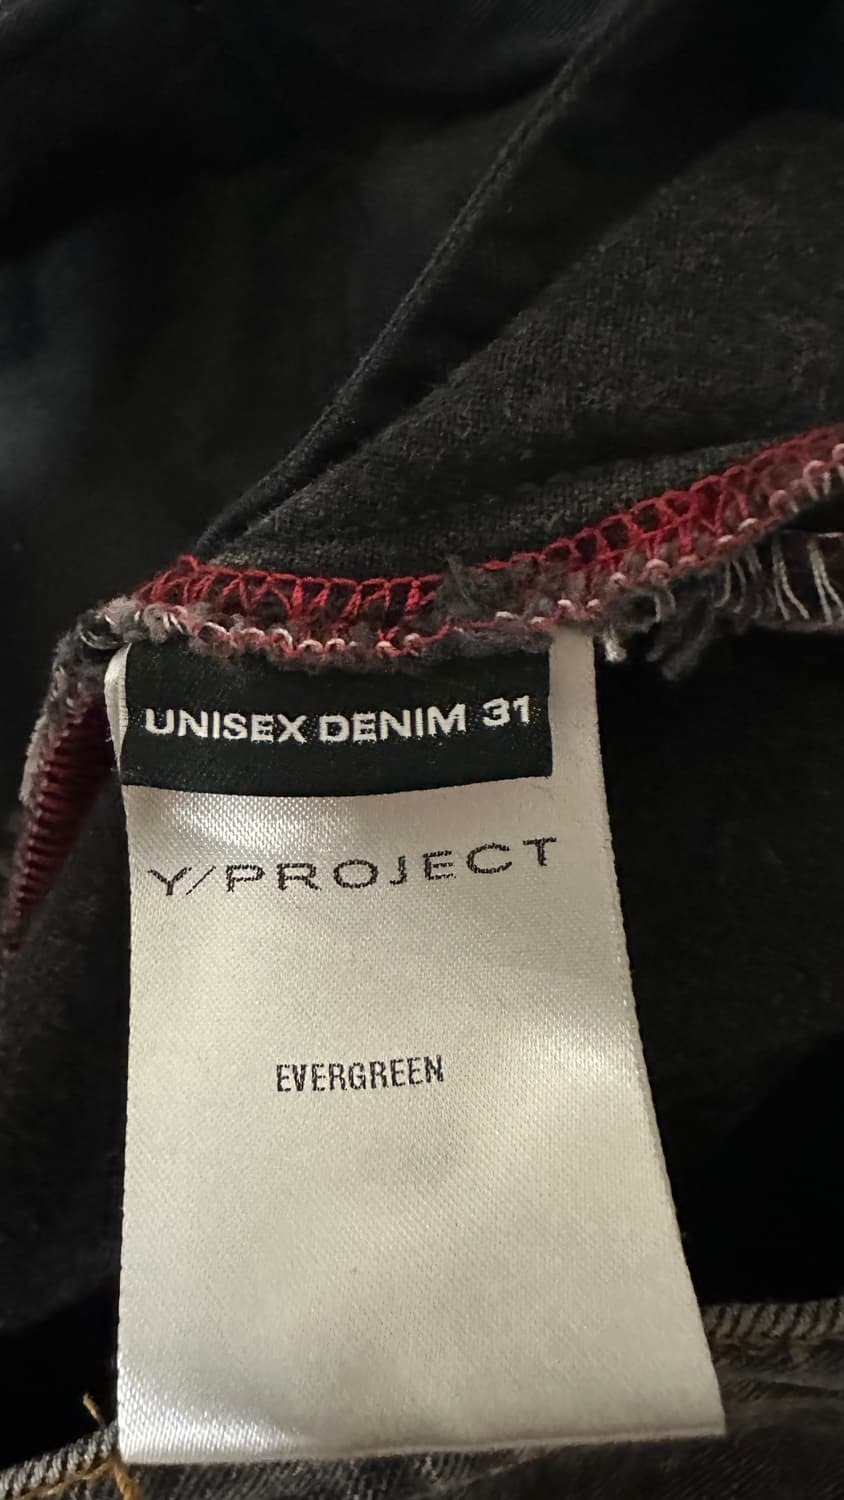 UNISEX DENIM 31
Y/PROJECT
EVERGREEN